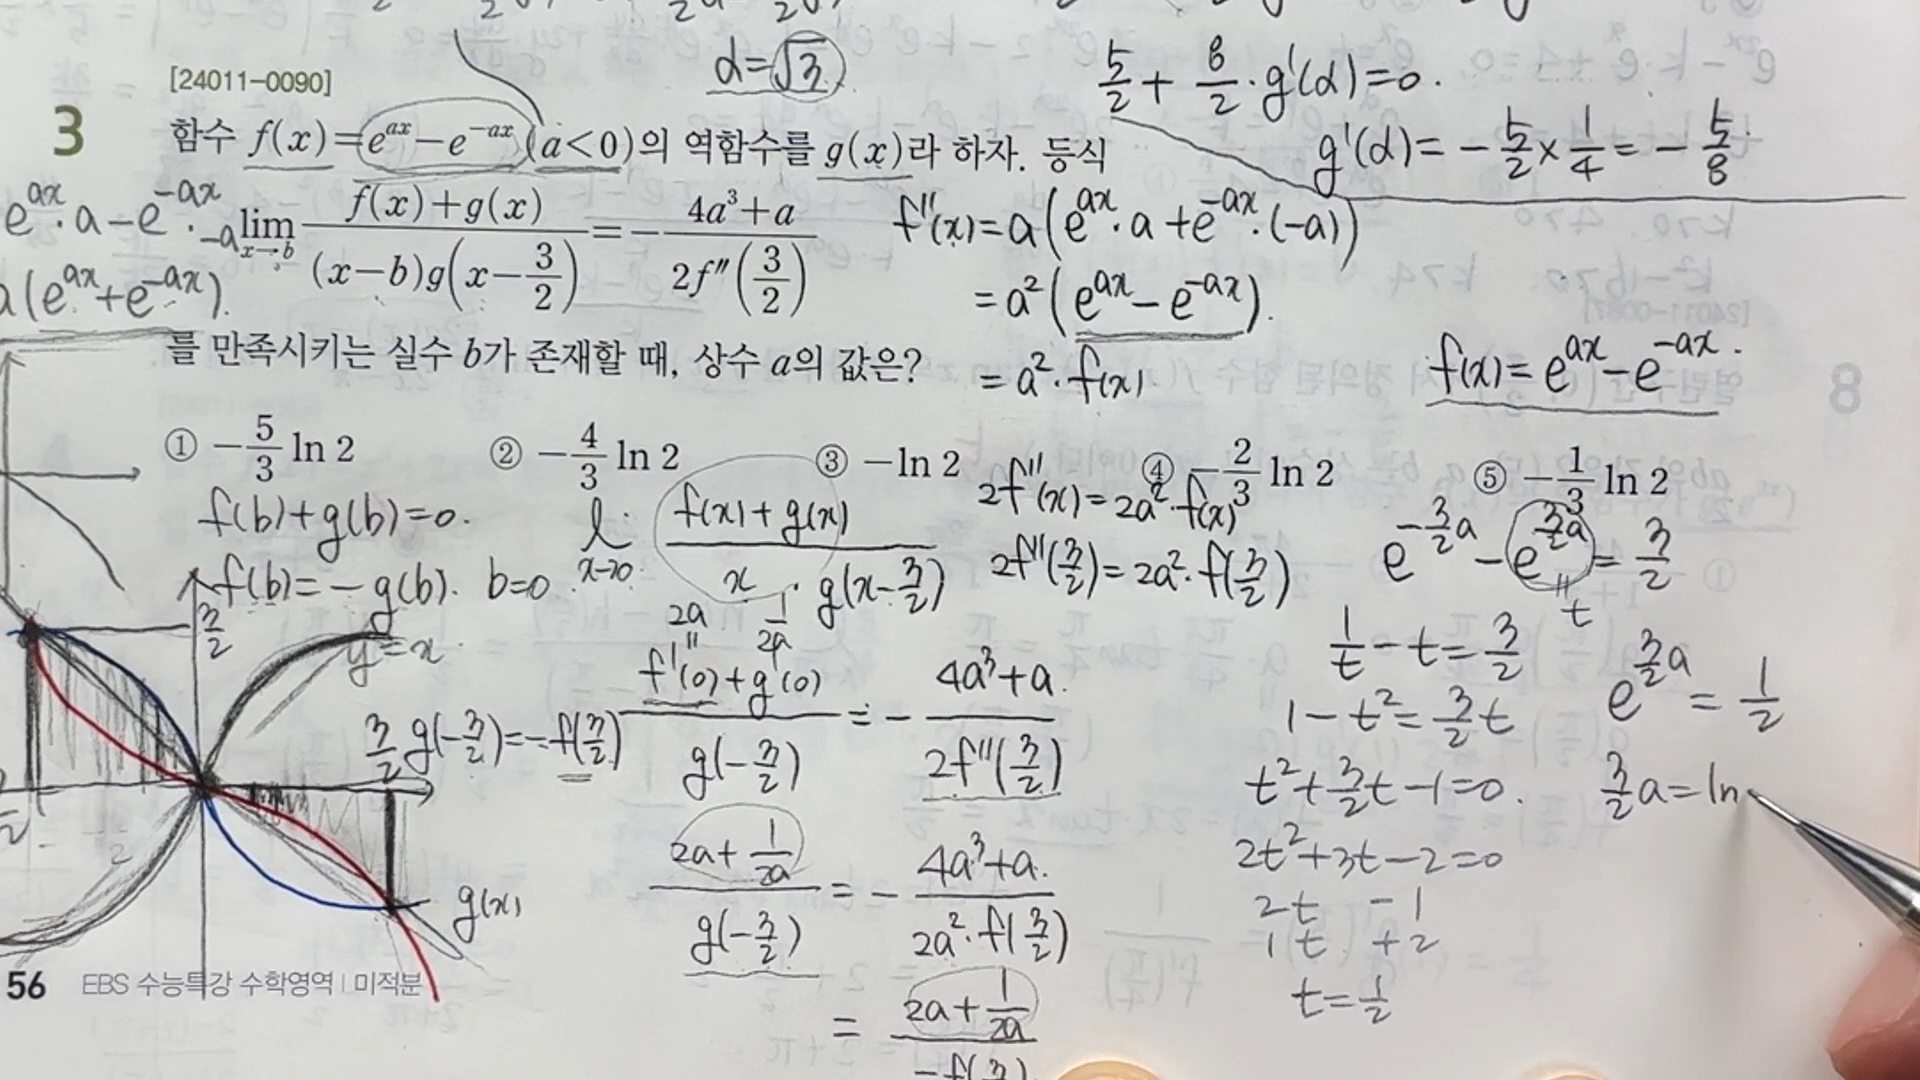 α=√3
5/2 + 8/2 · g'(α)=0.
g'(α)= - 5/2 × 1/4 = - 5/8
[24011-0090]
3
함수 f(x)=e^{ax}-e^{-ax} (a<0)의 역함수를 g(x)라 하자. 등식
lim_{x→b} (f(x)+g(x)) / ((x-b)g(x-3/2)) = - (4a³+a) / (2f''(3/2))
를 만족시키는 실수 b가 존재할 때, 상수 a의 값은?
e^{ax}·a-e^{-ax}·-a
a(e^{ax}+e^{-ax}).
f''(x)=a(e^{ax}·a+e^{-ax}·(-a))
=a²(e^{ax}-e^{-ax}).
=a²·f(x)
f(x)=e^{ax}-e^{-ax}.
① -5/3 ln 2
② -4/3 ln 2
③ -ln 2
④ -2/3 ln 2
⑤ -1/3 ln 2
f(b)+g(b)=0.
f(b)=-g(b). b=0
3/2
y=x
3/2
g(x)
l x→0 (f(x)+g(x)) / (x · g(x-3/2))
2a
"
1/2a
(f'(0)+g'(0)) / g(-3/2) = - (4a³+a.) / (2f''(3/2))
g(-3/2)=-f(3/2)
(2a+1/2a) / g(-3/2) = - (4a³+a.) / (2a²·f(3/2))
= (2a+1/2a) / -f(3/2)
2f''(x)=2a²·f(x)
2f''(3/2)=2a²·f(3/2)
e^{-3/2a}-e^{3/2a}=3/2
"
t
1/t-t=3/2
1-t²=3/2t
t²+3/2t-1=0.
2t²+3t-2=0
2t -1
1t +2
t=1/2
e^{3/2a}=1/2
3/2a=ln
56 EBS 수능특강 수학영역 | 미적분